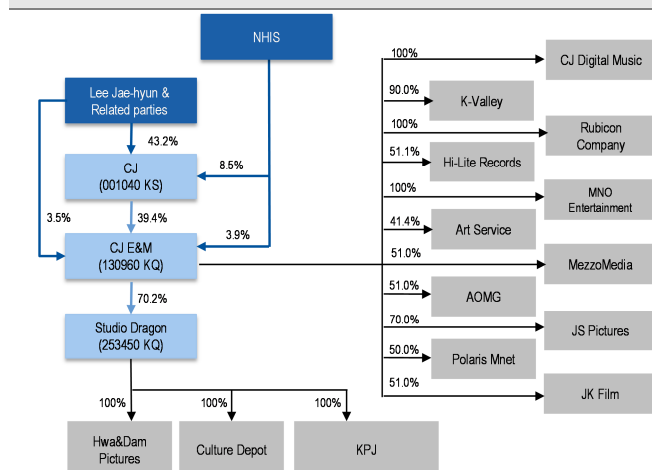 NHIS
Lee Jae-hyun &
Related parties
43.2%
8.5%
CJ
(001040 KS)
3.5%
39.4%
3.9%
CJ E&M
(130960 KQ)
70.2%
Studio Dragon
(253450 KQ)
100%
100%
100%
Hwa&Dam
Pictures
Culture Depot
KPJ
100%
CJ Digital Music
90.0%
K-Valley
100%
Rubicon
Company
51.1%
Hi-Lite Records
100%
MNO
Entertainment
41.4%
Art Service
51.0%
MezzoMedia
51.0%
AOMG
70.0%
JS Pictures
50.0%
Polaris Mnet
51.0%
JK Film